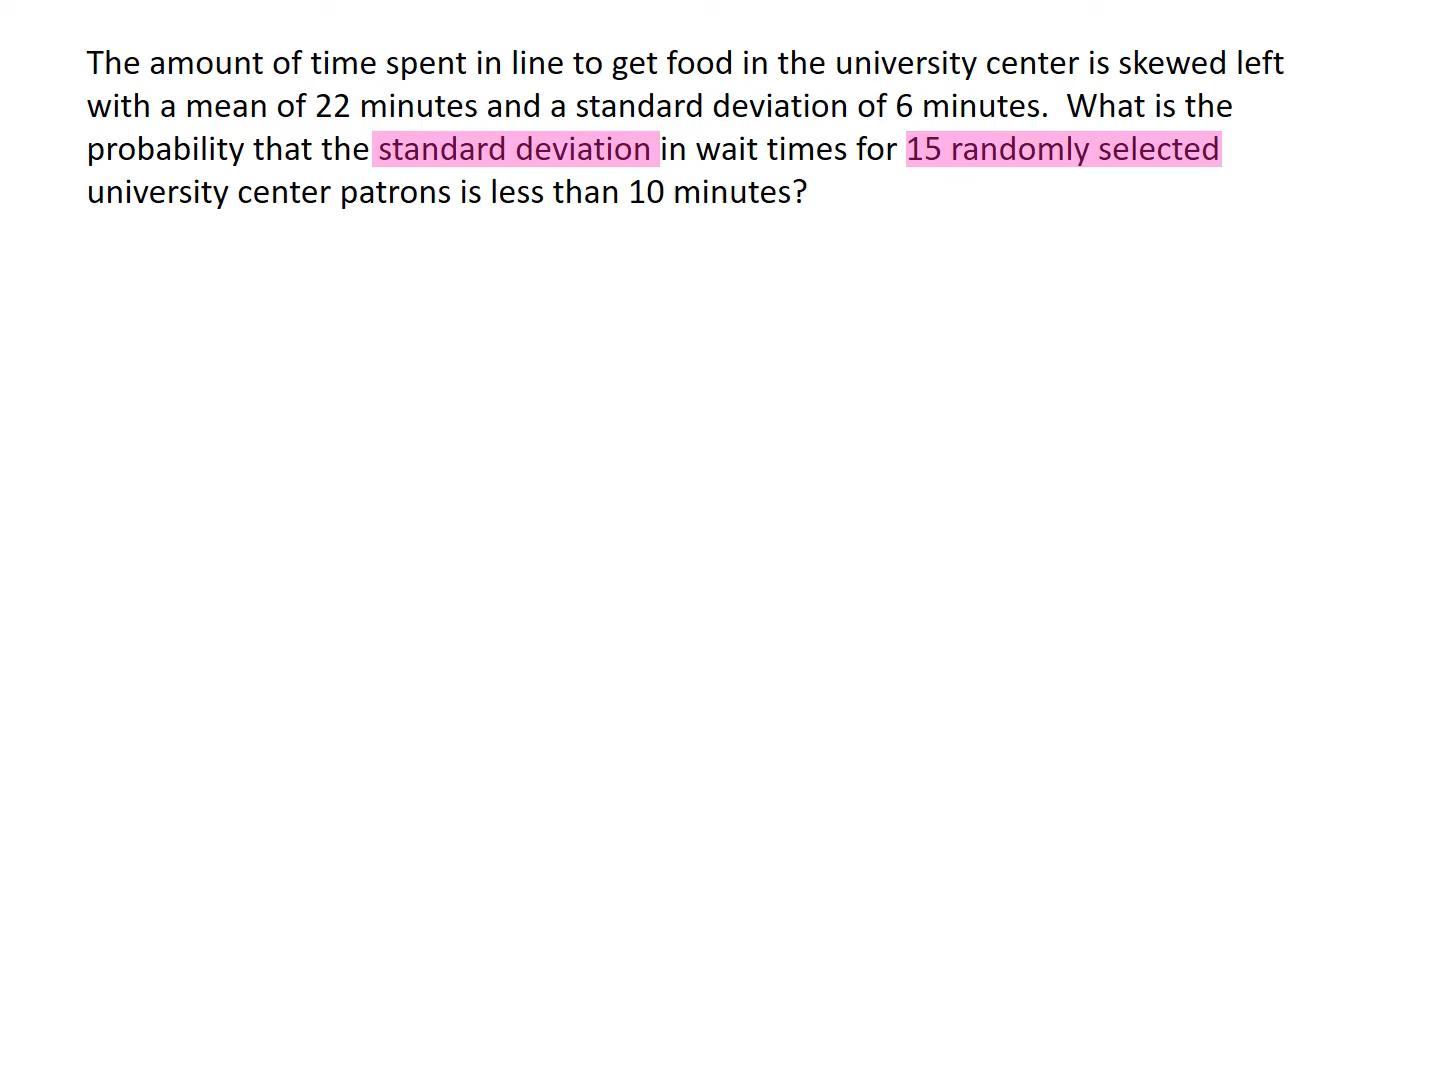 The amount of time spent in line to get food in the university center is skewed left
with a mean of 22 minutes and a standard deviation of 6 minutes.  What is the
probability that the standard deviation in wait times for 15 randomly selected
university center patrons is less than 10 minutes?